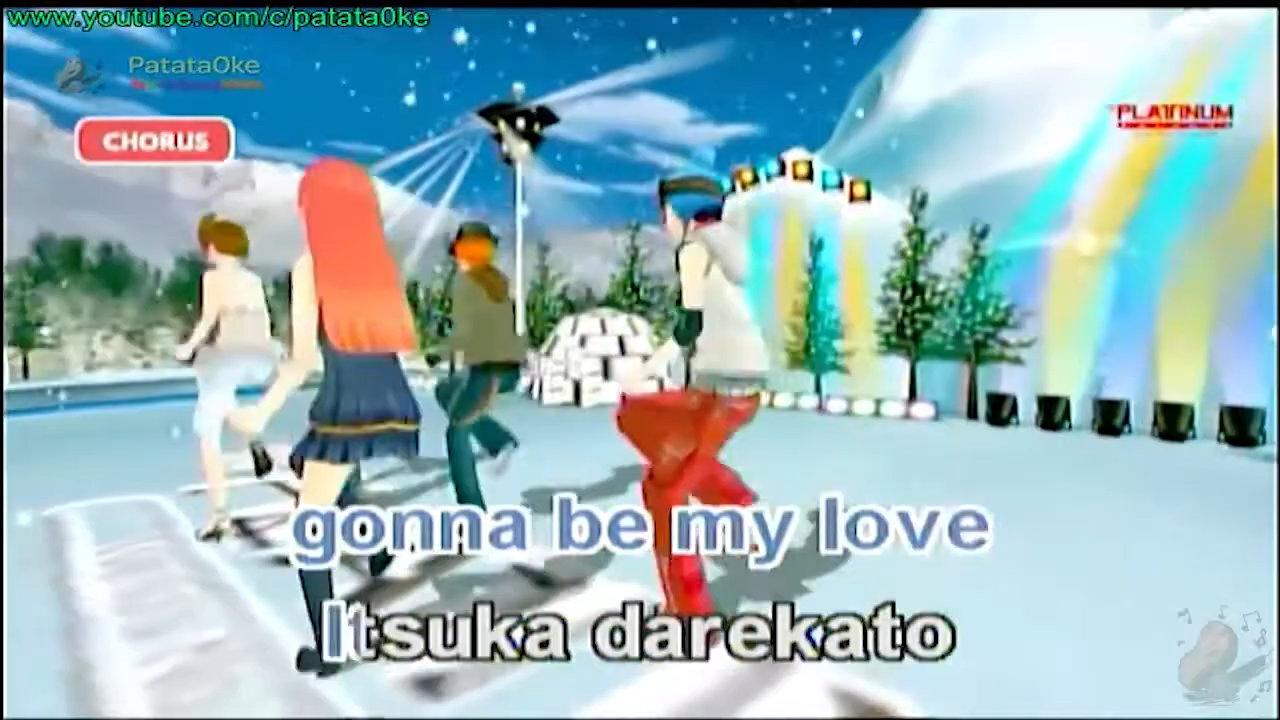 www.youtube.com/c/patata0ke
PatataOke
PLATINUM
CHORUS
gonna be my love
Itsuka darekato